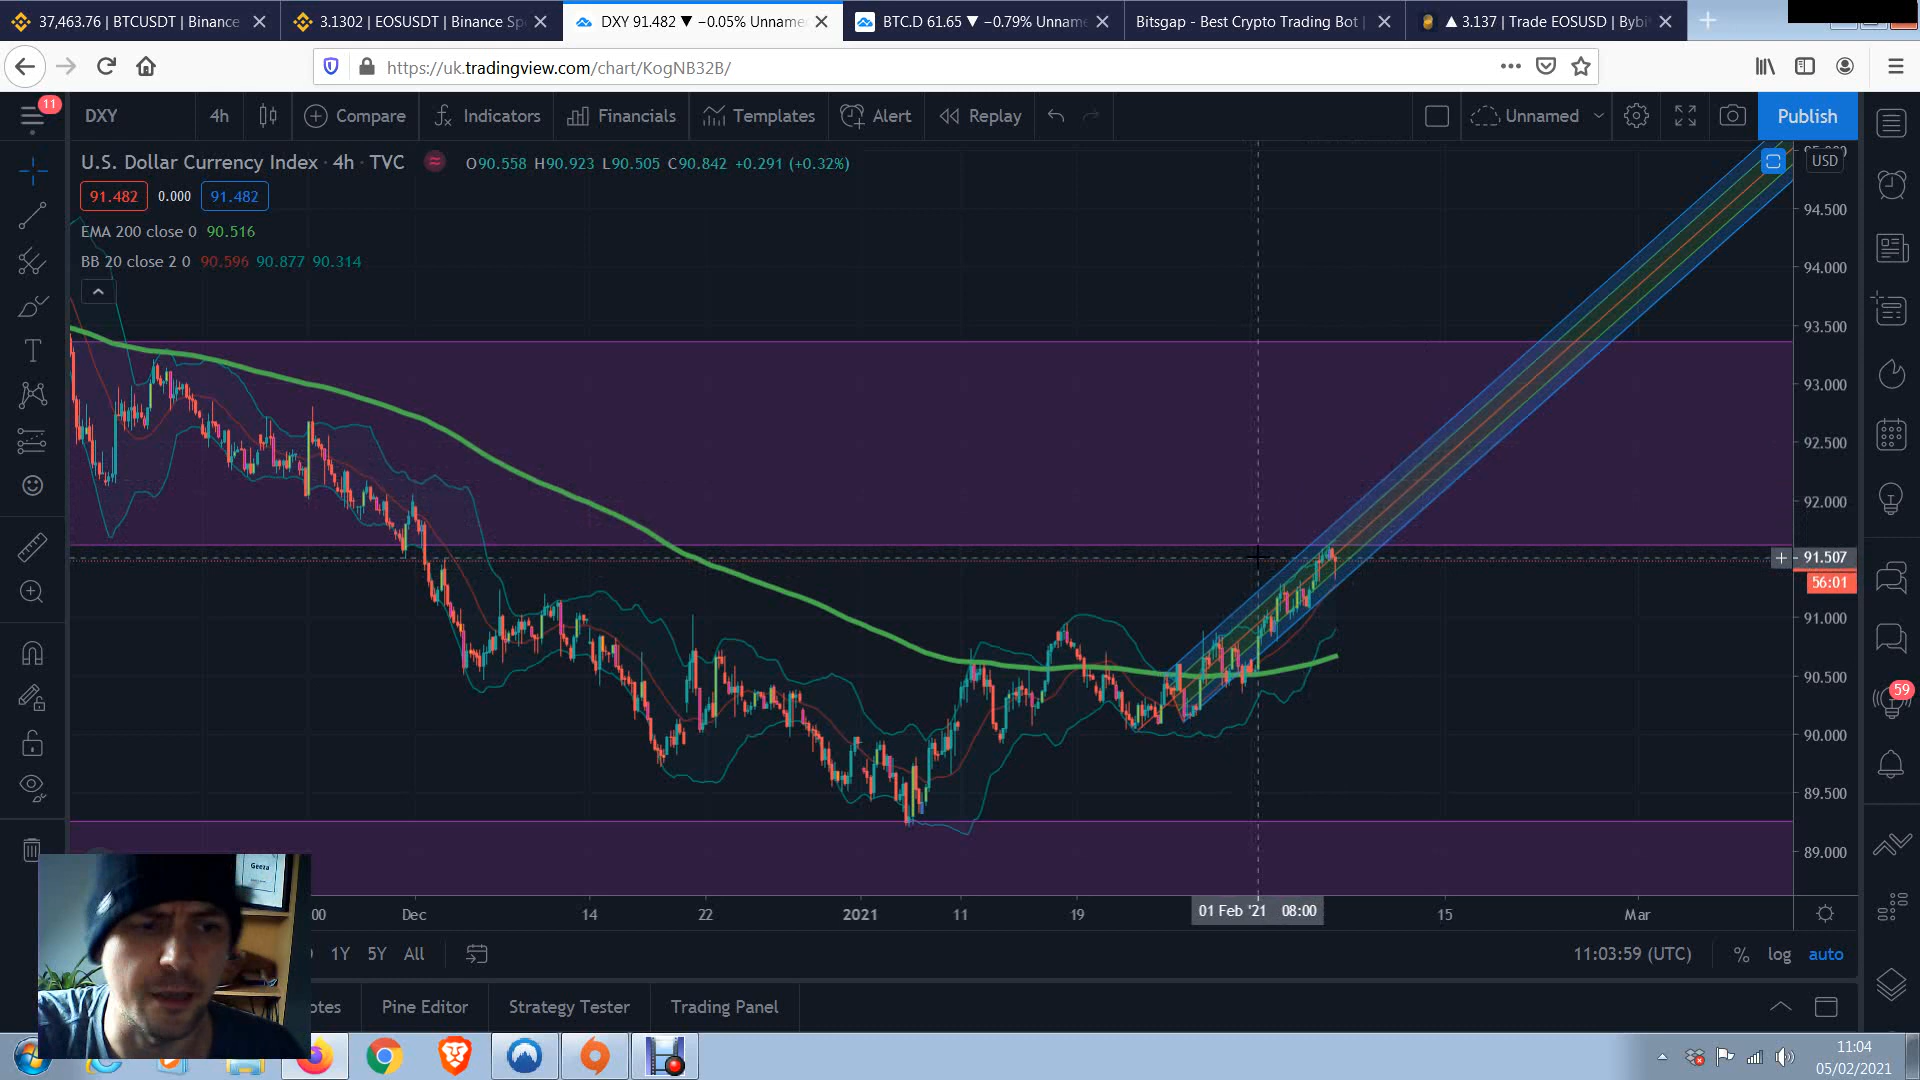 37,463.76 | BTCUSDT | Binance
3.1302 | EOSUSDT | Binance Sp
DXY 91.482 ▼ −0.05% Unname
BTC.D 61.65 ▼ −0.79% Unnam
Bitsgap - Best Crypto Trading Bot |
▲ 3.137 | Trade EOSUSD | Bybi
https://uk.tradingview.com/chart/KogNB32B/
11
DXY
4h
Compare
Indicators
Financials
Templates
Alert
Replay
Unnamed
Publish
U.S. Dollar Currency Index · 4h · TVC
O90.558 H90.923 L90.505 C90.842 +0.291 (+0.32%)
USD
91.482 0.000 91.482
EMA 200 close 0 90.516
BB 20 close 2 0 90.596 90.877 90.314
94.500
94.000
93.500
93.000
92.500
92.000
91.507
56:01
91.000
90.500
90.000
89.500
89.000
59
Geeza
Dec
14
22
2021
11
19
01 Feb '21 08:00
15
Mar
1Y 5Y All
11:03:59 (UTC)
% log auto
otes
Pine Editor
Strategy Tester
Trading Panel
11:04
05/02/2021